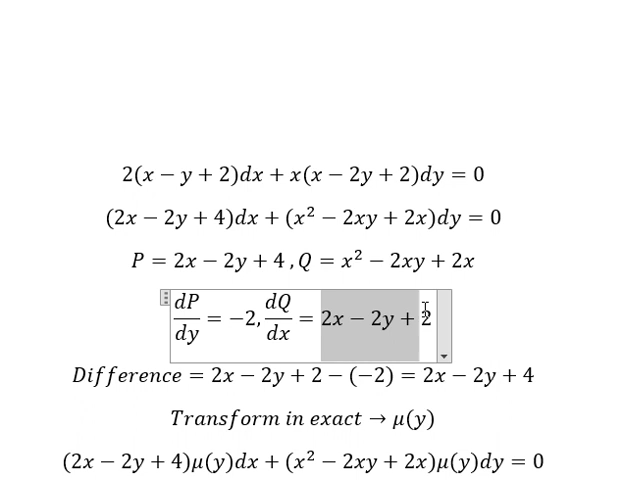 2(x − y + 2)dx + x(x − 2y + 2)dy = 0
(2x − 2y + 4)dx + (x² − 2xy + 2x)dy = 0
P = 2x − 2y + 4 , Q = x² − 2xy + 2x
dP/dy = −2, dQ/dx = 2x − 2y + 2
Difference = 2x − 2y + 2 − (−2) = 2x − 2y + 4
Transform in exact → μ(y)
(2x − 2y + 4)μ(y)dx + (x² − 2xy + 2x)μ(y)dy = 0